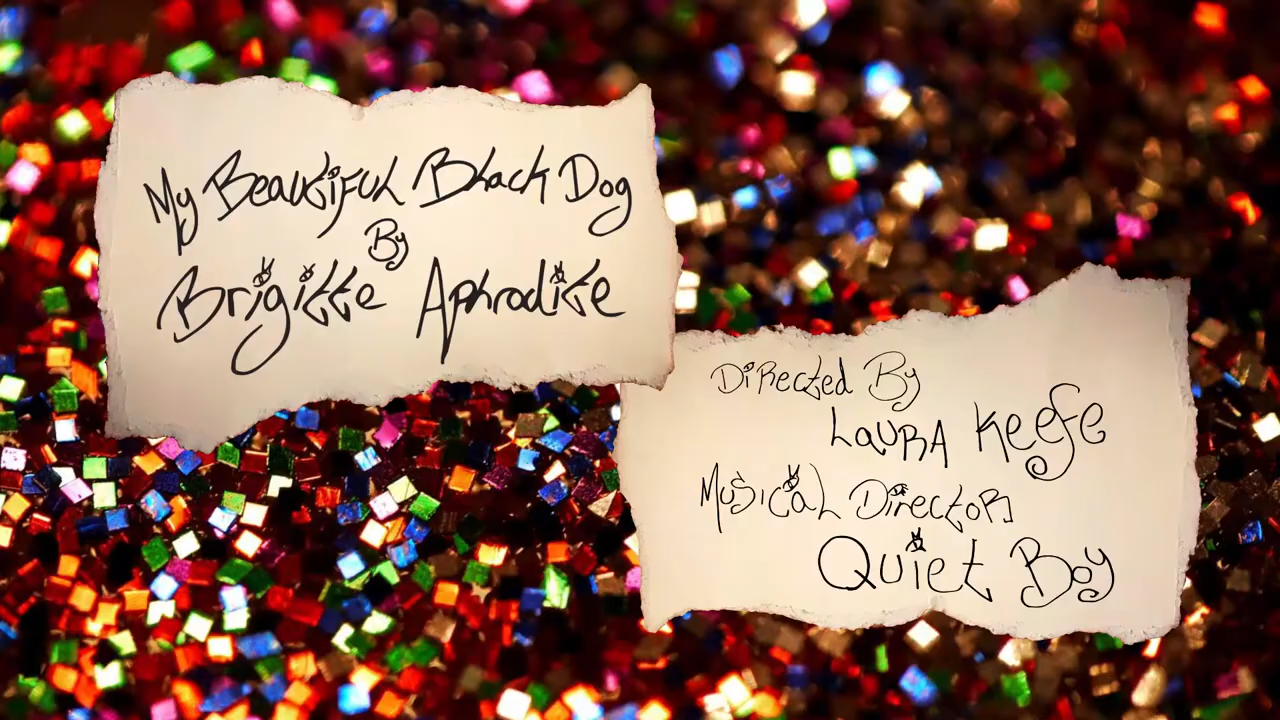 My Beautiful Black Dog
By
Brigitte Aphrodite
Directed By
Laura Keefe
Musical Director
Quiet Boy